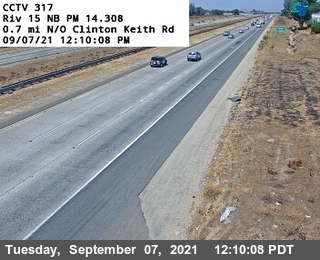 CCTV 317
Riv 15 NB PM 14.308
0.7 mi N/O Clinton Keith Rd
09/07/21 12:10:08 PM
Tuesday, September 07, 2021 12:10:08 PDT